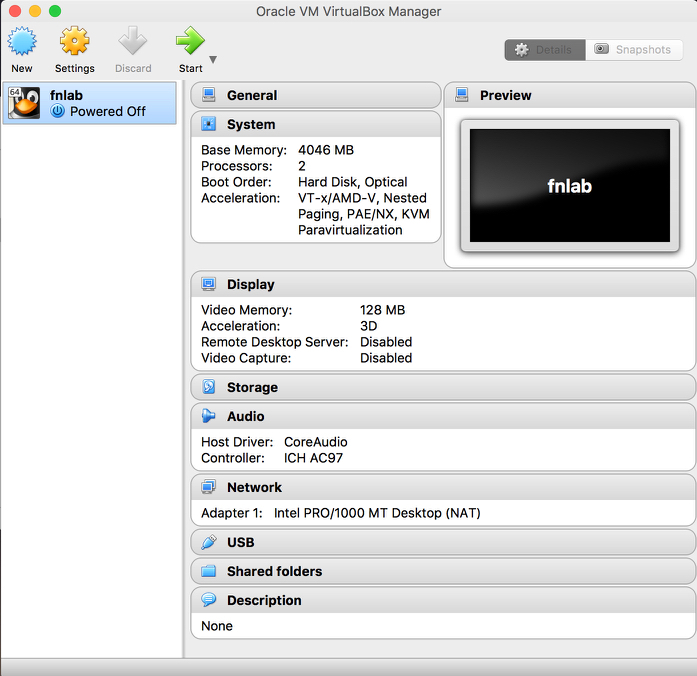 Oracle VM VirtualBox Manager
New
Settings
Discard
Start
Details
Snapshots
64
fnlab
Powered Off
General
System
Base Memory: 4046 MB
Processors: 2
Boot Order: Hard Disk, Optical
Acceleration: VT-x/AMD-V, Nested
Paging, PAE/NX, KVM
Paravirtualization
Preview
fnlab
Display
Video Memory: 128 MB
Acceleration: 3D
Remote Desktop Server: Disabled
Video Capture: Disabled
Storage
Audio
Host Driver: CoreAudio
Controller: ICH AC97
Network
Adapter 1: Intel PRO/1000 MT Desktop (NAT)
USB
Shared folders
Description
None